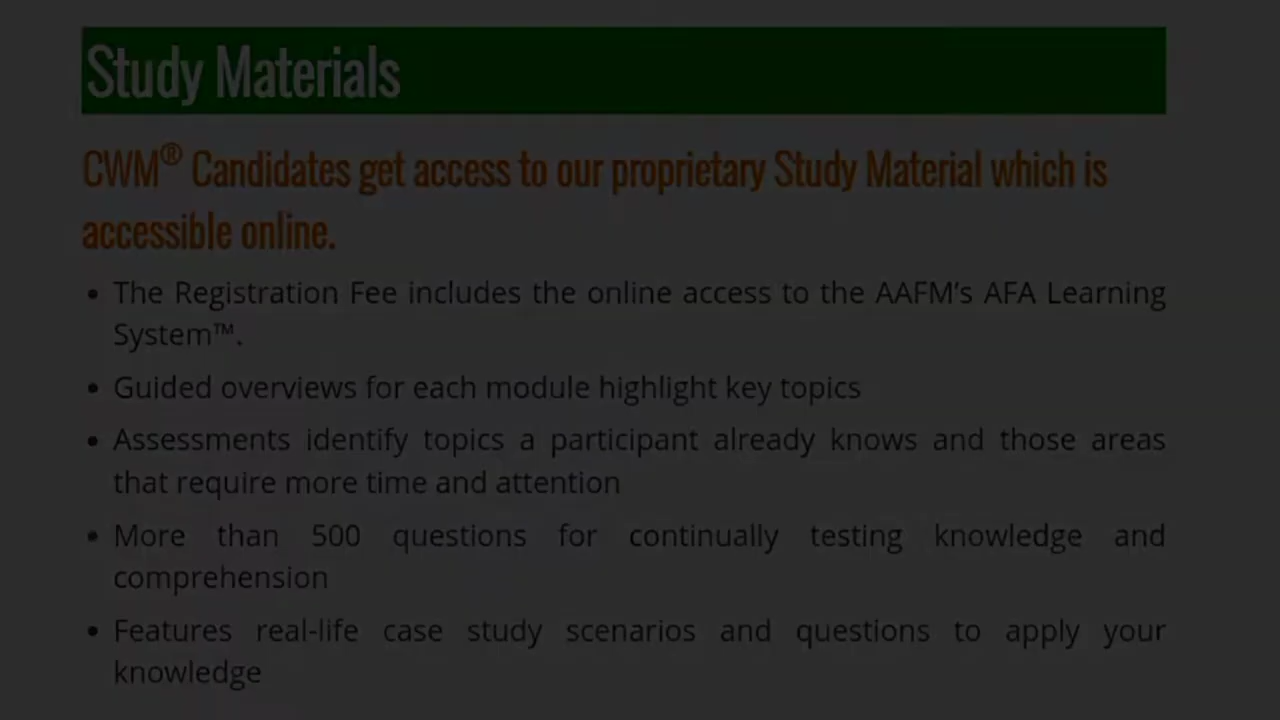 Study Materials
CWM® Candidates get access to our proprietary Study Material which is
accessible online.
• The Registration Fee includes the online access to the AAFM’s AFA Learning
System™.
• Guided overviews for each module highlight key topics
• Assessments identify topics a participant already knows and those areas
that require more time and attention
• More than 500 questions for continually testing knowledge and
comprehension
• Features real-life case study scenarios and questions to apply your
knowledge